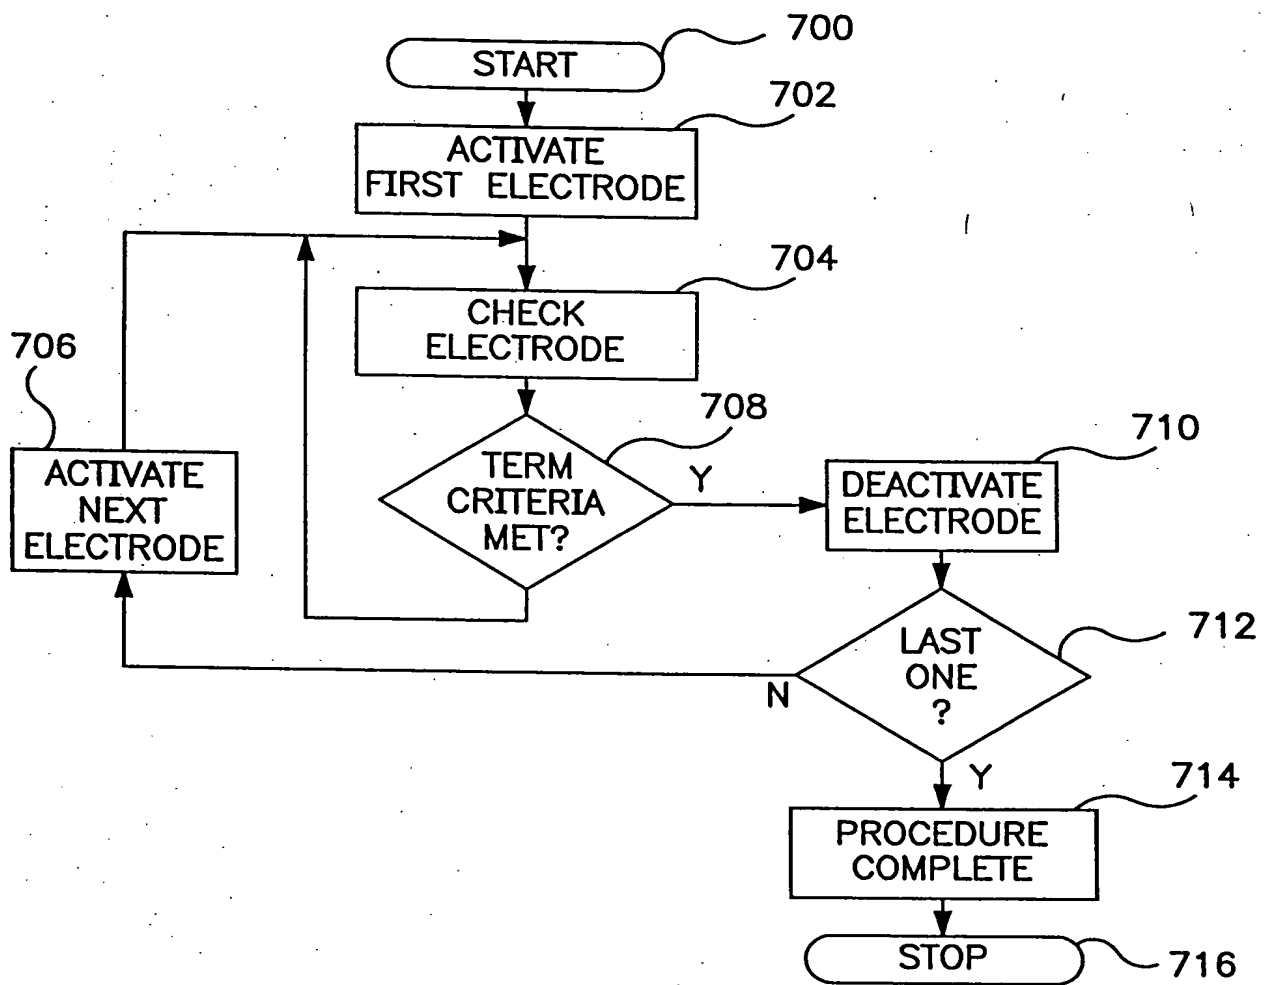 START
700
702
ACTIVATE
FIRST ELECTRODE
704
CHECK
ELECTRODE
706
ACTIVATE
NEXT
ELECTRODE
708
TERM
CRITERIA
MET?
Y
710
DEACTIVATE
ELECTRODE
712
LAST
ONE
?
N
Y
714
PROCEDURE
COMPLETE
STOP
716